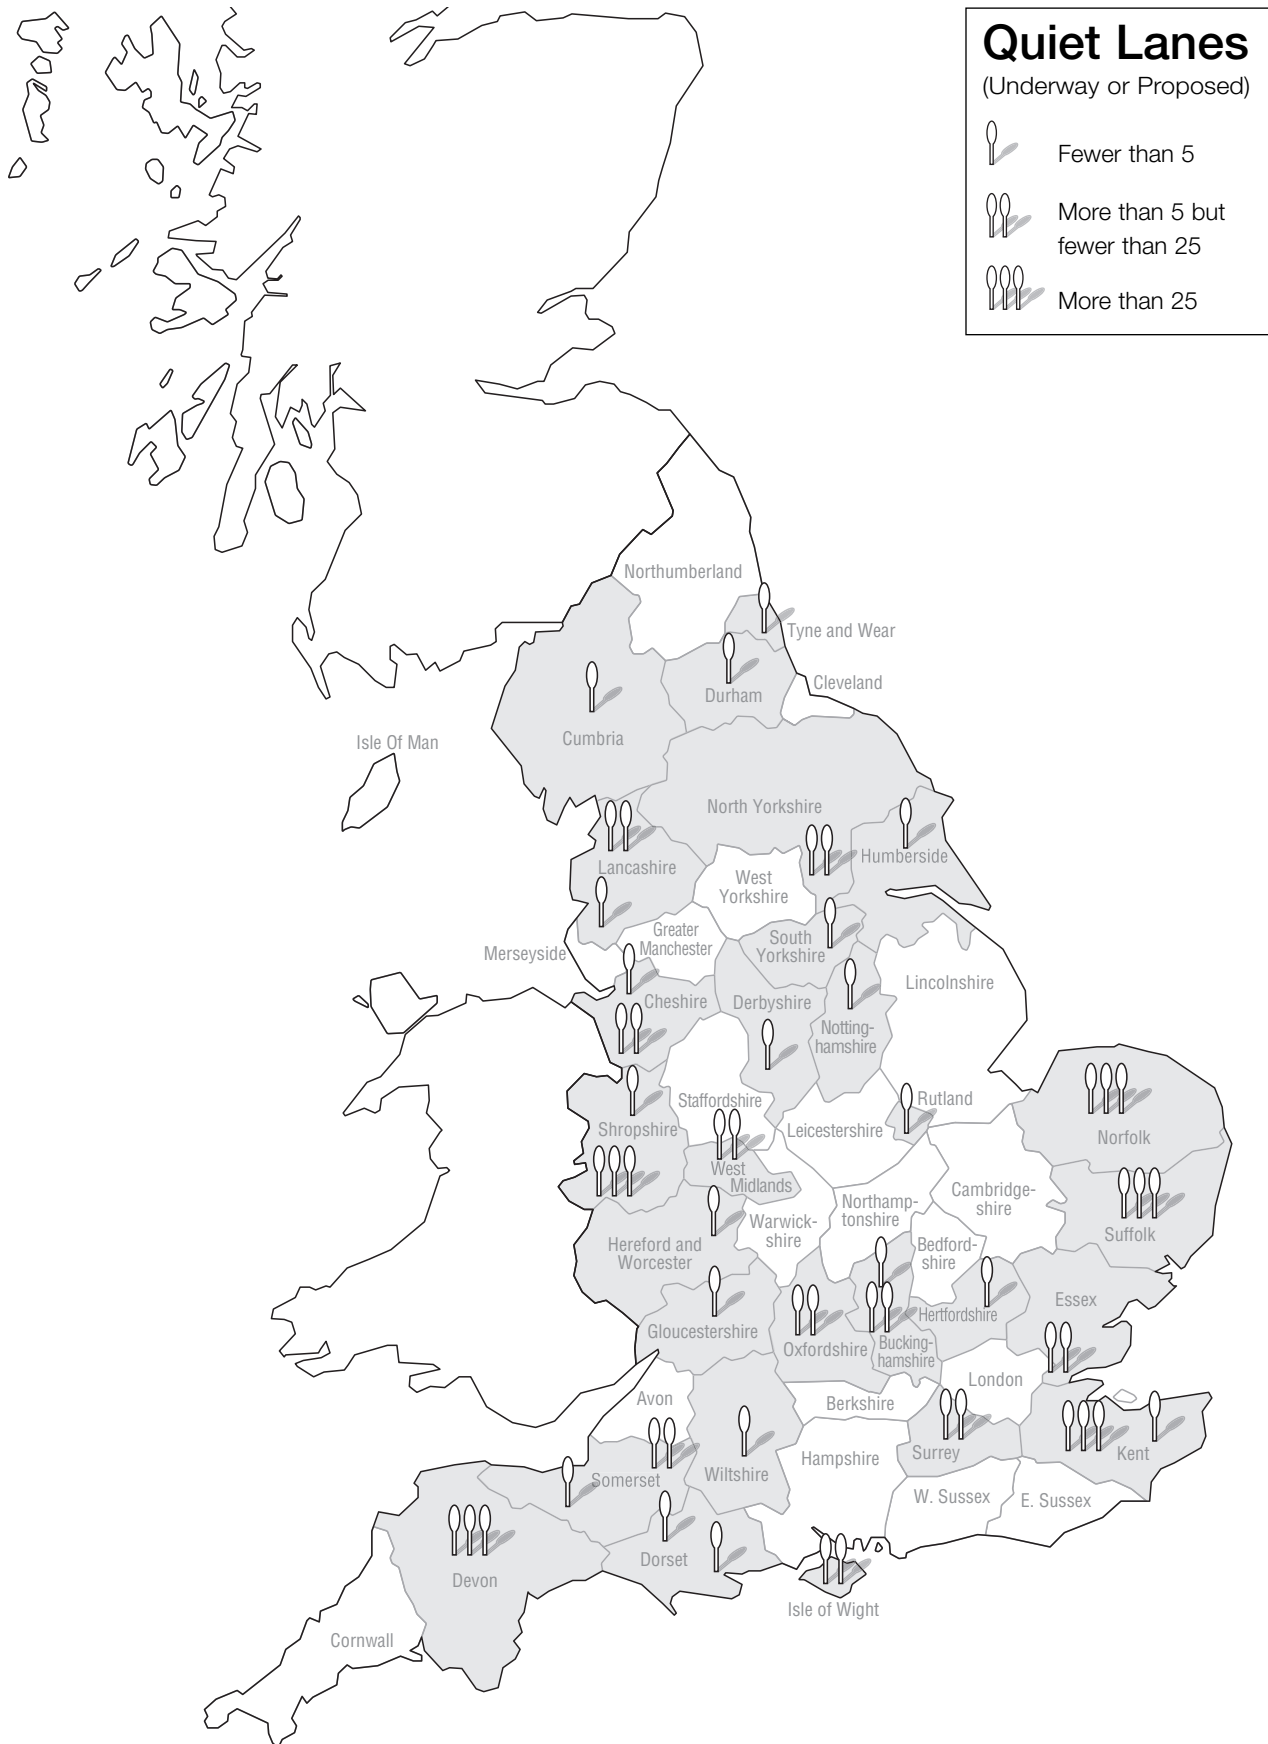 Quiet Lanes
(Underway or Proposed)
Fewer than 5
More than 5 but
fewer than 25
More than 25
Northumberland
Tyne and Wear
Cleveland
Durham
Cumbria
Isle Of Man
North Yorkshire
Humberside
Lancashire
West
Yorkshire
Greater
Manchester
South
Yorkshire
Merseyside
Lincolnshire
Cheshire
Derbyshire
Notting-
hamshire
Staffordshire
Rutland
Shropshire
Leicestershire
Norfolk
West
Midlands
Cambridge-
shire
Northamp-
tonshire
Warwick-
shire
Suffolk
Hereford and
Worcester
Bedford-
shire
Essex
Hertfordshire
Gloucestershire
Oxfordshire
Bucking-
hamshire
London
Avon
Berkshire
Hampshire
Surrey
Kent
Somerset
Wiltshire
W. Sussex
E. Sussex
Dorset
Devon
Isle of Wight
Cornwall